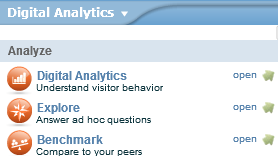 Digital Analytics
Analyze
Digital Analytics open
Understand visitor behavior
Explore open
Answer ad hoc questions
Benchmark open
Compare to your peers